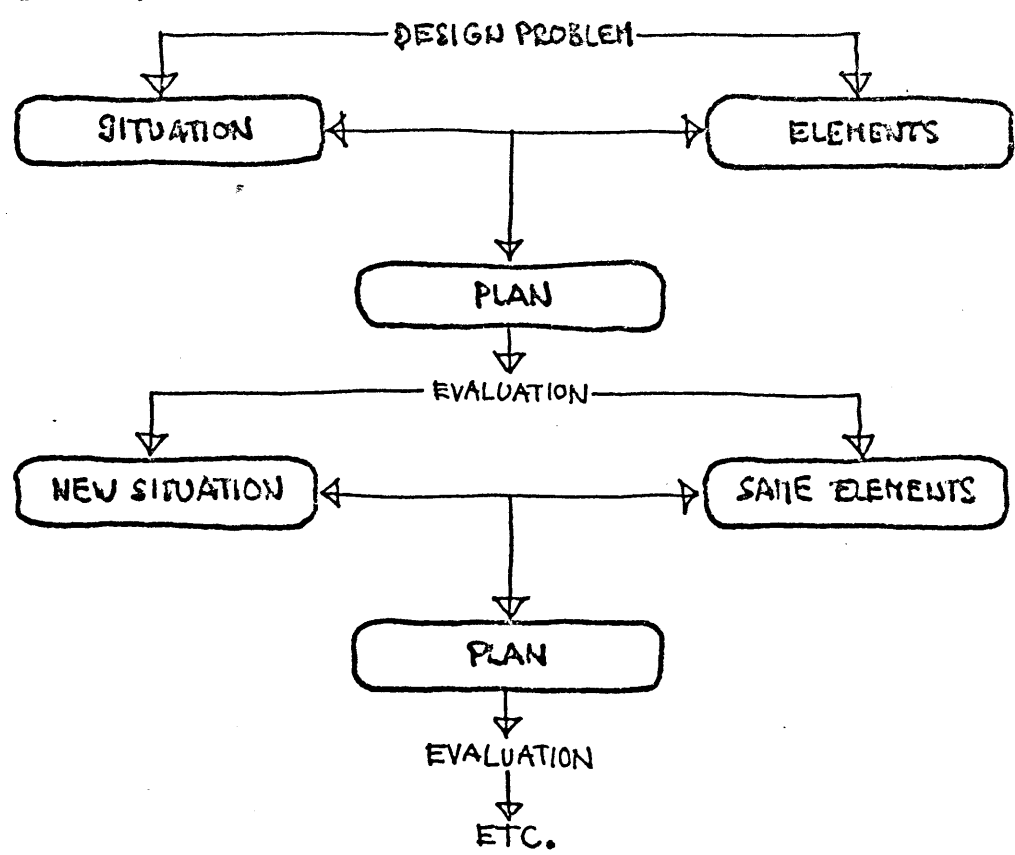 DESIGN PROBLEM
SITUATION
ELEMENTS
PLAN
EVALUATION
NEW SITUATION
SAME ELEMENTS
PLAN
EVALUATION
ETC.